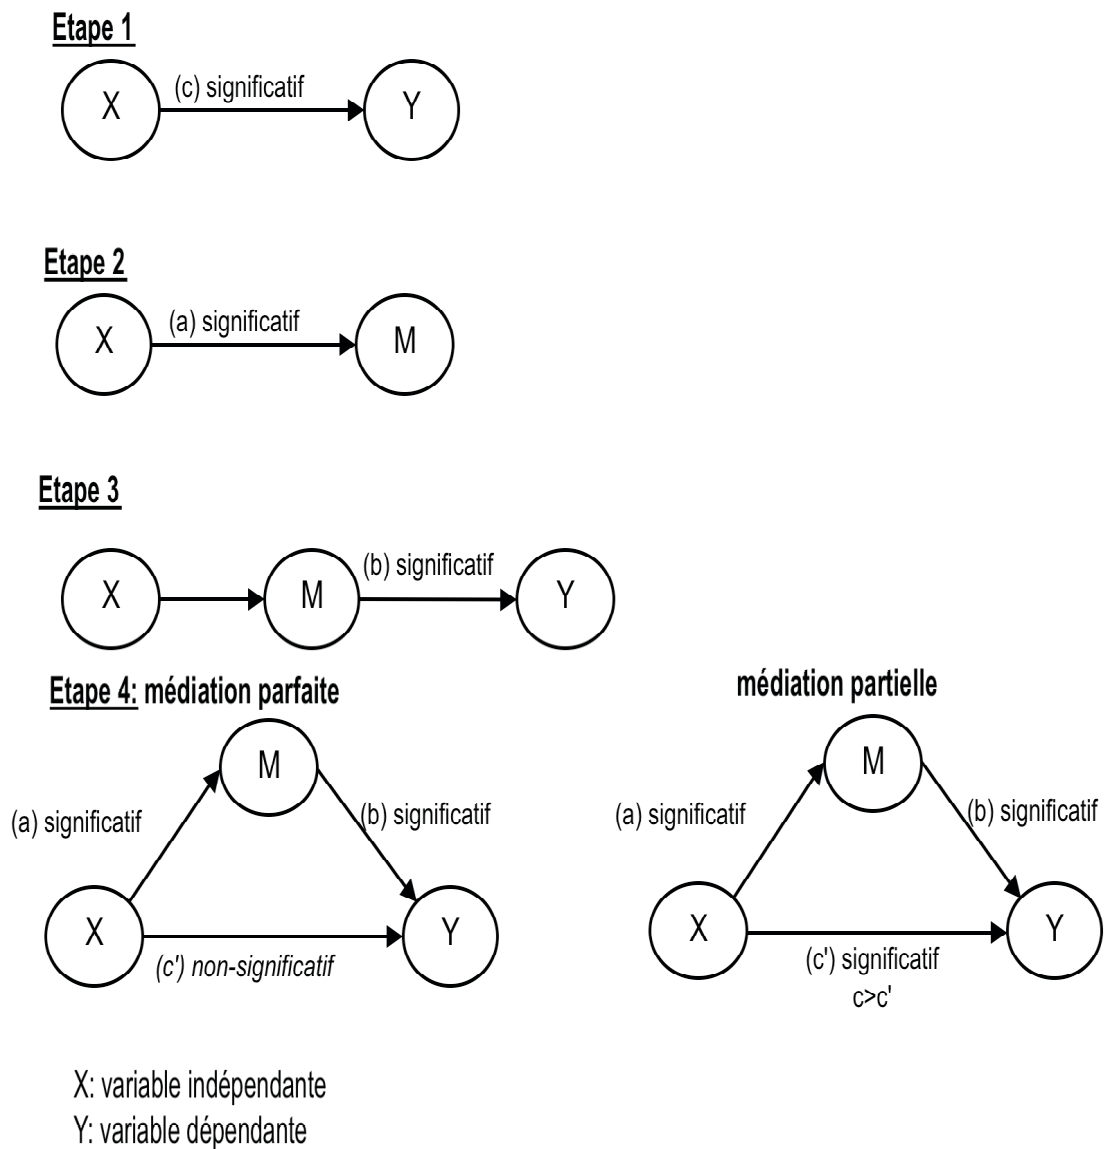 Etape 1
(c) significatif
X
Y
Etape 2
(a) significatif
X
M
Etape 3
(b) significatif
X
M
Y
Etape 4: médiation parfaite
M
(a) significatif
(b) significatif
X
Y
(c') non-significatif
médiation partielle
M
(a) significatif
(b) significatif
X
Y
(c') significatif
c>c'
X: variable indépendante
Y: variable dépendante